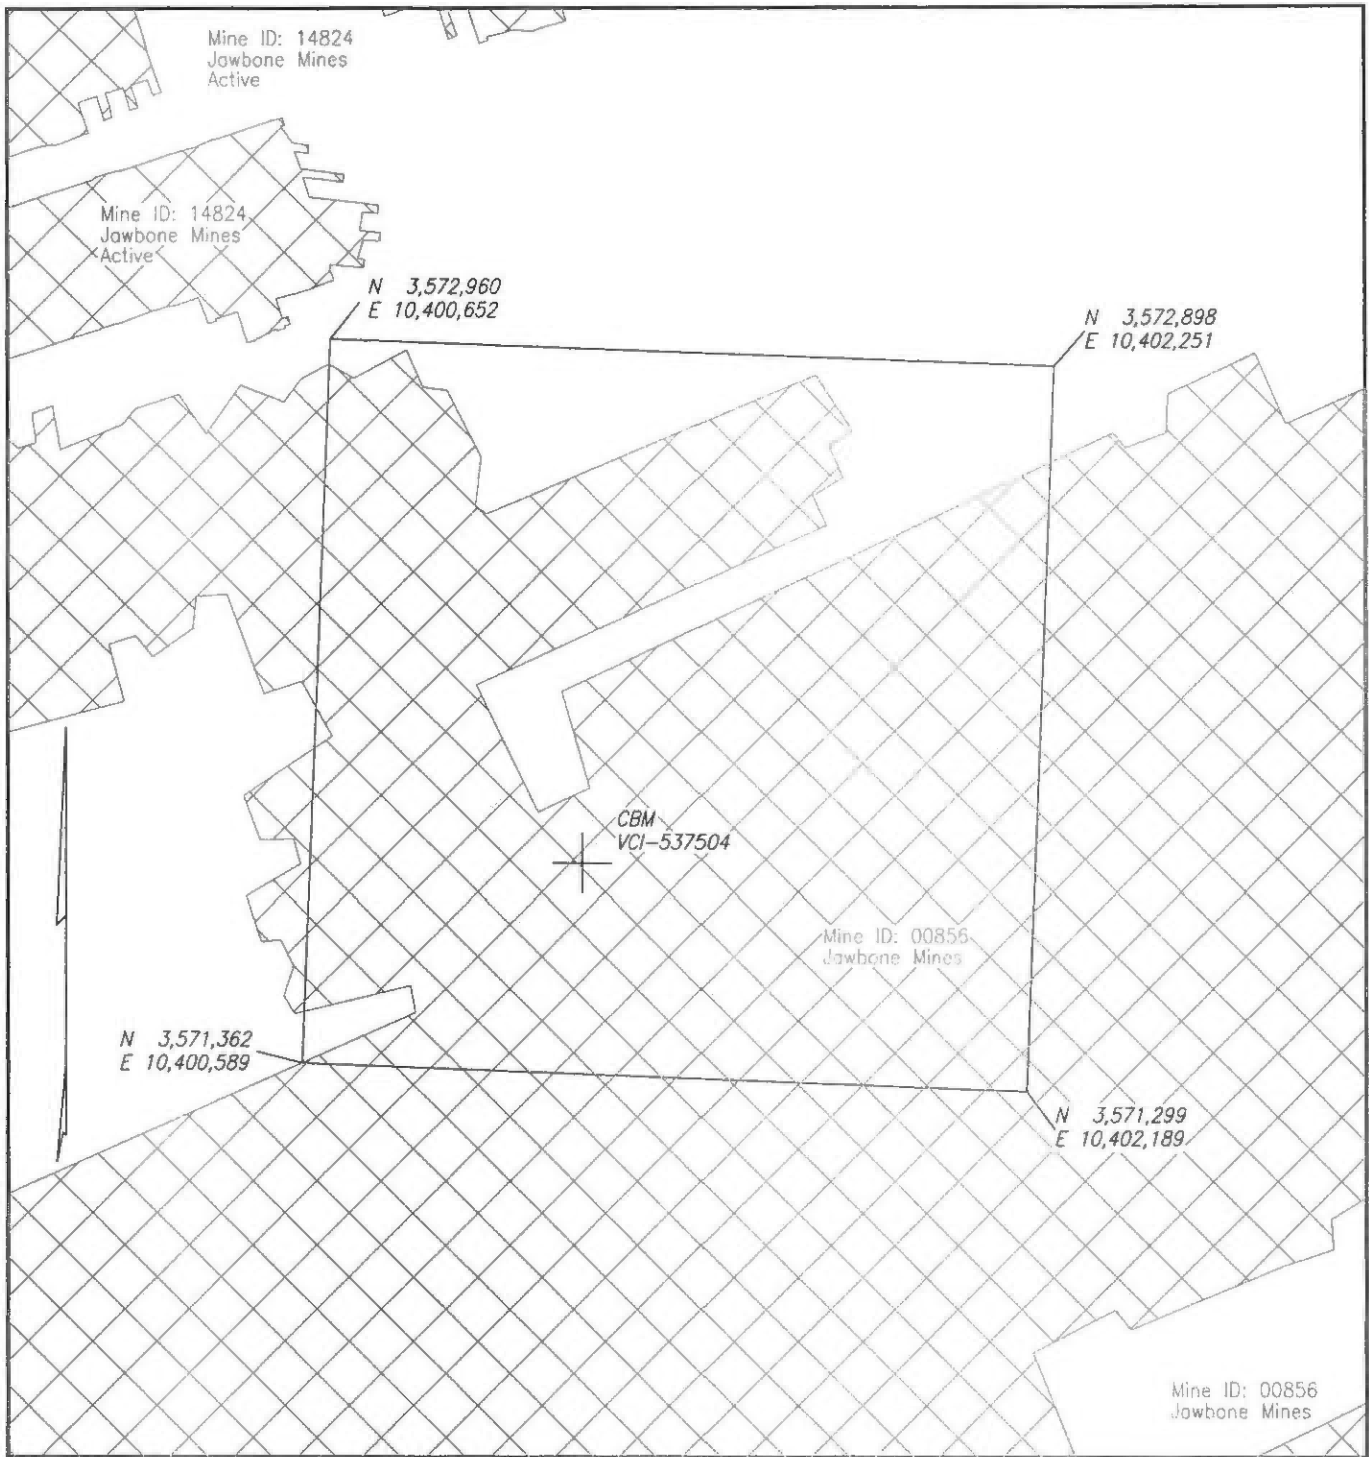 Mine ID: 14824
Jawbone Mines
Active
Mine ID: 14824
Jawbone Mines
Active
N 3,572,960
E 10,400,652
N 3,572,898
E 10,402,251
CBM
VCI-537504
Mine ID: 00856
Jawbone Mines
N 3,571,362
E 10,400,589
N 3,571,299
E 10,402,189
Mine ID: 00856
Jawbone Mines